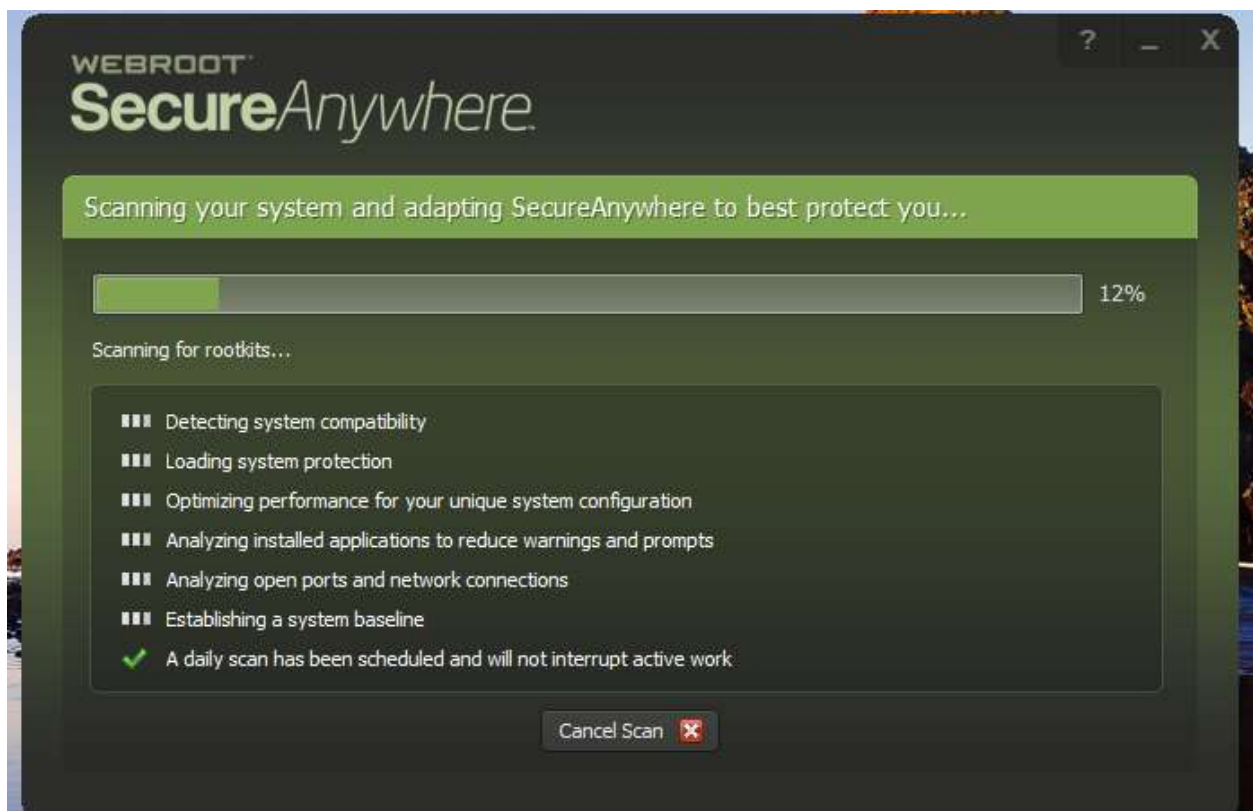 ? _ X
WEBROOT
SecureAnywhere.
Scanning your system and adapting SecureAnywhere to best protect you...
12%
Scanning for rootkits...
Detecting system compatibility
Loading system protection
Optimizing performance for your unique system configuration
Analyzing installed applications to reduce warnings and prompts
Analyzing open ports and network connections
Establishing a system baseline
A daily scan has been scheduled and will not interrupt active work
Cancel Scan